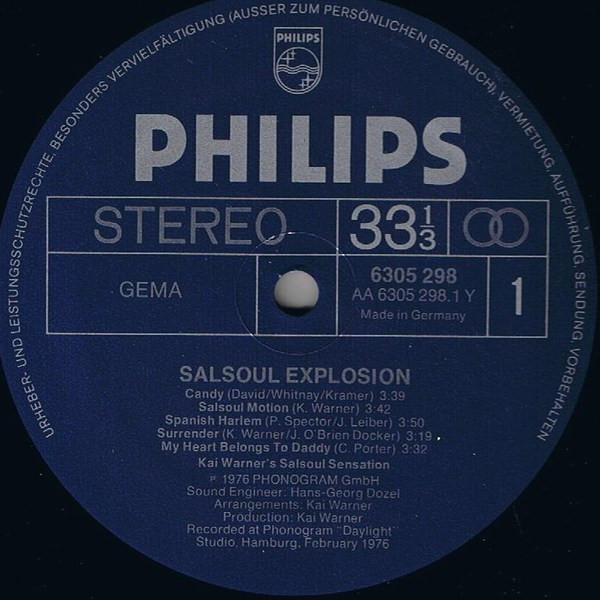 URHEBER- UND LEISTUNGSSCHUTZRECHTE, BESONDERS VERVIELFÄLTIGUNG (AUSSER ZUM PERSÖNLICHEN GEBRAUCH), VERMIETUNG, AUFFÜHRUNG, SENDUNG, VORBEHALTEN
PHILIPS
PHILIPS
STEREO
33 1/3
GEMA
6305 298
AA 6305 298.1 Y
Made in Germany
1
SALSOUL EXPLOSION
Candy (David/Whitnay/Kramer) 3:39
Salsoul Motion (K. Warner) 3:42
Spanish Harlem (P. Spector/J. Leiber) 3:50
Surrender (K. Warner/J. O'Brien Docker) 3:19
My Heart Belongs To Daddy (C. Porter) 3:32
Kai Warner's Salsoul Sensation
℗ 1976 PHONOGRAM GmbH
Sound Engineer: Hans-Georg Dozel
Arrangements: Kai Warner
Production: Kai Warner
Recorded at Phonogram "Daylight"
Studio, Hamburg, February 1976